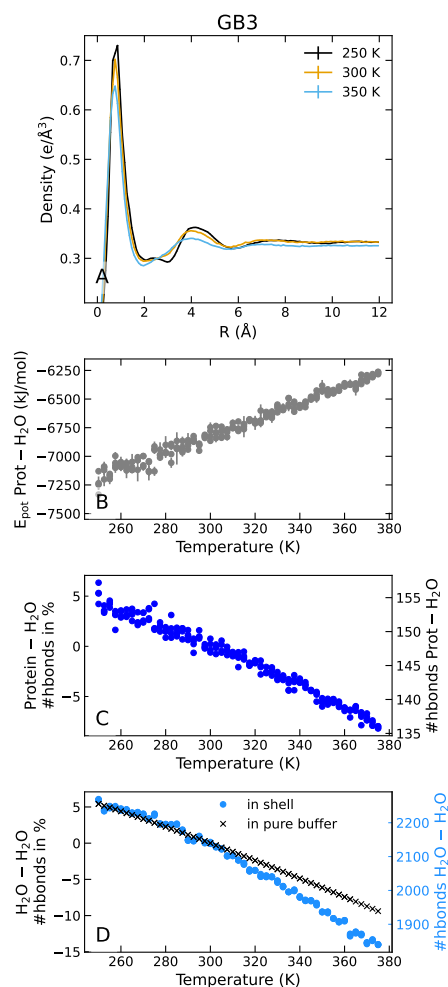 GB3
250 K
300 K
350 K
0.7
0.6
0.5
0.4
0.3
Density (e/Å³)
A
0 2 4 6 8 10 12
R (Å)
−6250
−6500
−6750
−7000
−7250
−7500
E_pot Prot − H₂O (kJ/mol)
B
260 280 300 320 340 360 380
Temperature (K)
5
0
−5
Protein − H₂O
#hbonds in %
155
150
145
140
135
#hbonds Prot − H₂O
C
260 280 300 320 340 360 380
Temperature (K)
in shell
in pure buffer
5
0
−5
−10
−15
H₂O − H₂O
#hbonds in %
2200
2100
2000
1900
#hbonds H₂O − H₂O
D
260 280 300 320 340 360 380
Temperature (K)